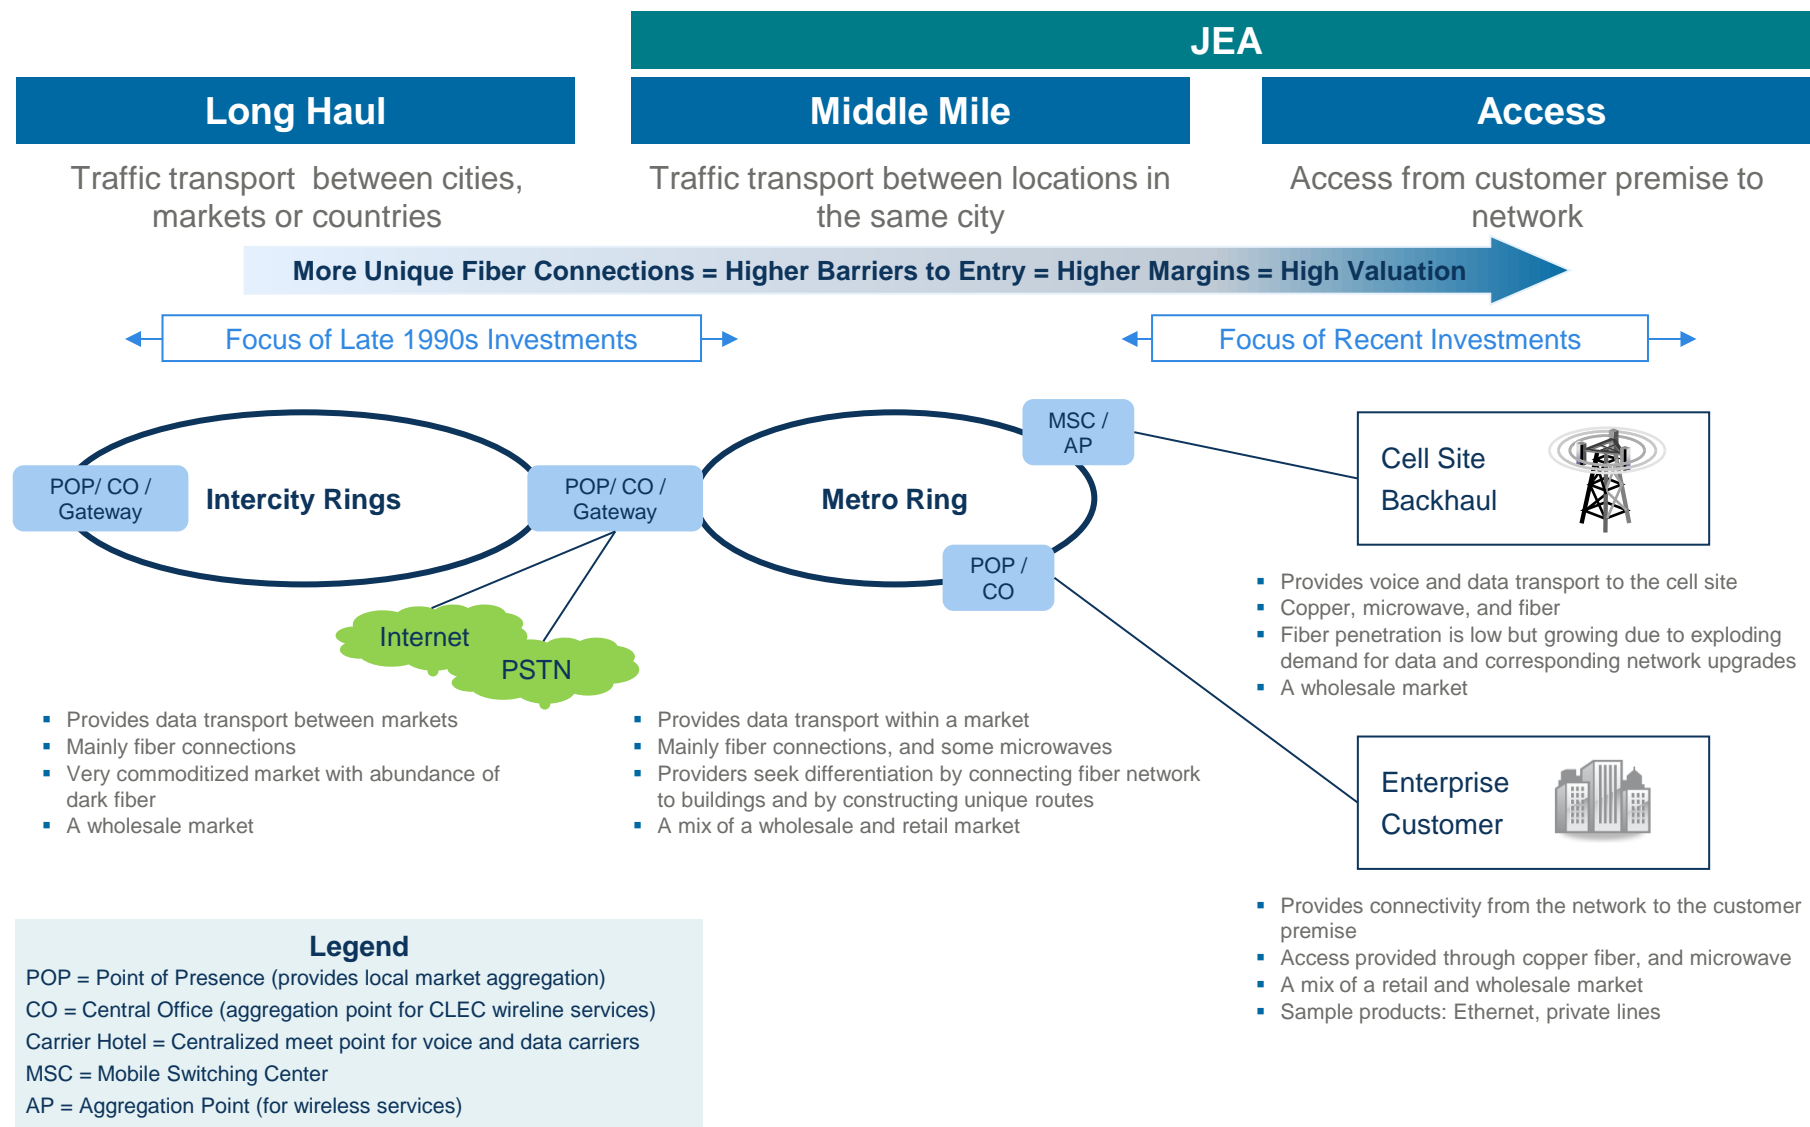 JEA
Long Haul
Middle Mile
Access
Traffic transport between cities,
markets or countries
Traffic transport between locations in
the same city
Access from customer premise to
network
More Unique Fiber Connections = Higher Barriers to Entry = Higher Margins = High Valuation
Focus of Late 1990s Investments
Focus of Recent Investments
POP/ CO /
Gateway
Intercity Rings
POP/ CO /
Gateway
Metro Ring
MSC /
AP
POP /
CO
Internet
PSTN
Cell Site
Backhaul
▪ Provides data transport between markets
▪ Mainly fiber connections
▪ Very commoditized market with abundance of
dark fiber
▪ A wholesale market
▪ Provides data transport within a market
▪ Mainly fiber connections, and some microwaves
▪ Providers seek differentiation by connecting fiber network
to buildings and by constructing unique routes
▪ A mix of a wholesale and retail market
▪ Provides voice and data transport to the cell site
▪ Copper, microwave, and fiber
▪ Fiber penetration is low but growing due to exploding
demand for data and corresponding network upgrades
▪ A wholesale market
Enterprise
Customer
▪ Provides connectivity from the network to the customer
premise
▪ Access provided through copper fiber, and microwave
▪ A mix of a retail and wholesale market
▪ Sample products: Ethernet, private lines
Legend
POP = Point of Presence (provides local market aggregation)
CO = Central Office (aggregation point for CLEC wireline services)
Carrier Hotel = Centralized meet point for voice and data carriers
MSC = Mobile Switching Center
AP = Aggregation Point (for wireless services)